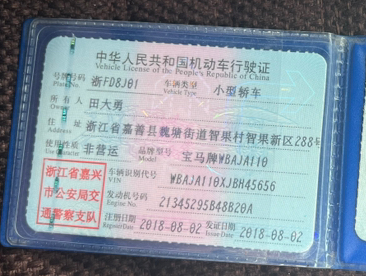 中华人民共和国机动车行驶证
Vehicle License of the People's Republic of China
号牌号码 浙FD8J01 车辆类型 小型轿车
Plate No. Vehicle Type
所有人 田大勇
Owner
住址 浙江省嘉善县魏塘街道智果村智果新区288号
Address
使用性质 非营运 品牌型号 宝马牌WBAJA110
Use Character Model
浙江省嘉兴市公安局交通警察支队
车辆识别代号 WBAJA110XJBH45656
VIN
发动机号码 21345295B48B20A
Engine No.
注册日期 2018-08-02 发证日期 2018-08-02
Register Date Issue Date